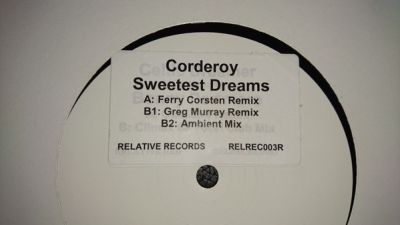 Corderoy
Sweetest Dreams
A: Ferry Corsten Remix
B1: Greg Murray Remix
B2: Ambient Mix
RELATIVE RECORDS RELREC003R